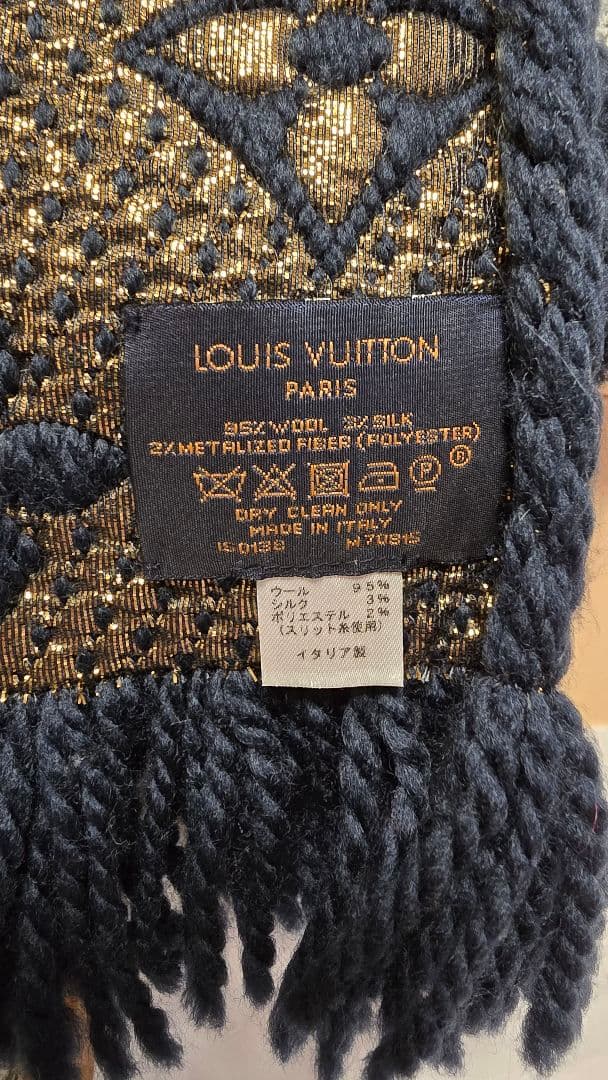 LOUIS VUITTON
PARIS
95% WOOL 3% SILK
2% METALIZED FIBER (POLYESTER)
P
D
DRY CLEAN ONLY
MADE IN ITALY
IS0138 M70815
ウール 95%
シルク 3%
ポリエステル 2%
(スリット糸使用)
イタリア製